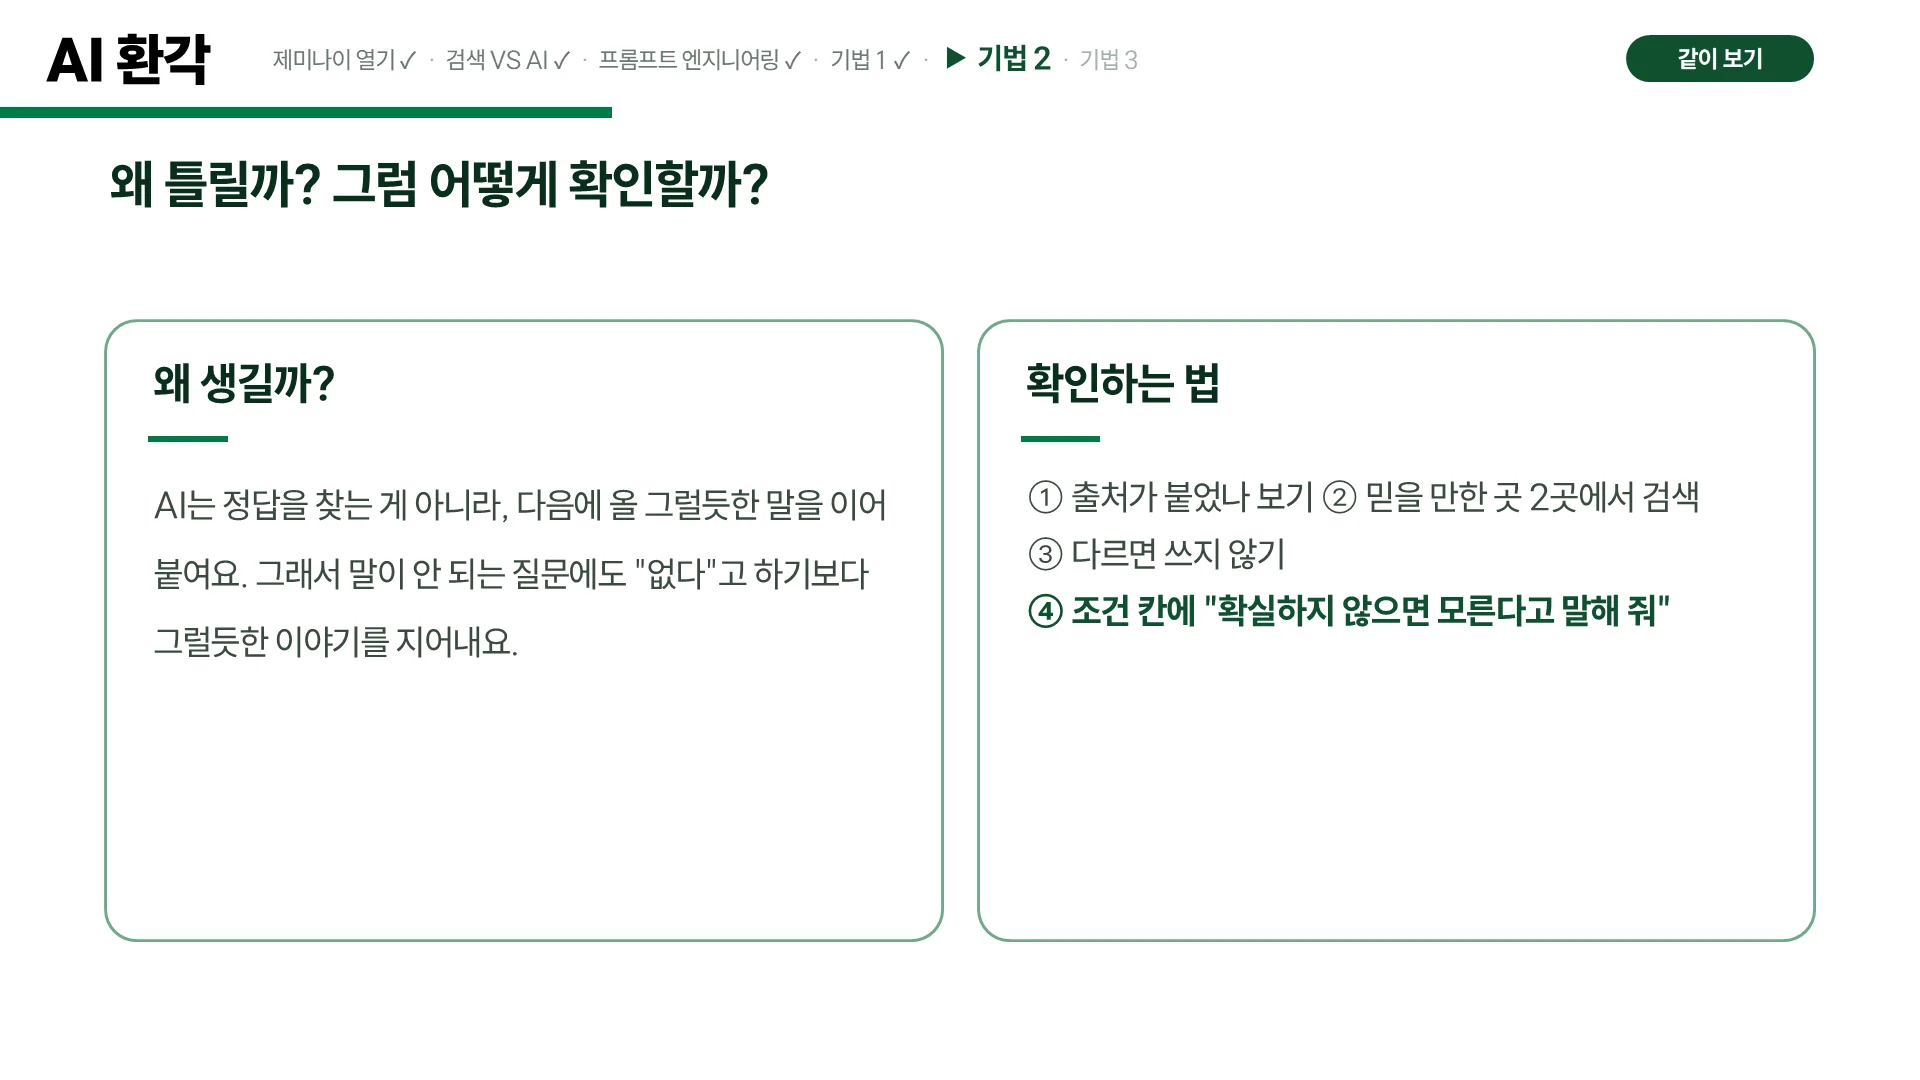 AI 환각
제미나이 열기 ✓ · 검색 VS AI ✓ · 프롬프트 엔지니어링 ✓ · 기법 1 ✓ · ▶ 기법 2 · 기법 3
같이 보기
왜 틀릴까? 그럼 어떻게 확인할까?
왜 생길까?
AI는 정답을 찾는 게 아니라, 다음에 올 그럴듯한 말을 이어
붙여요. 그래서 말이 안 되는 질문에도 "없다"고 하기보다
그럴듯한 이야기를 지어내요.
확인하는 법
① 출처가 붙었나 보기 ② 믿을 만한 곳 2곳에서 검색
③ 다르면 쓰지 않기
④ 조건 칸에 "확실하지 않으면 모른다고 말해 줘"